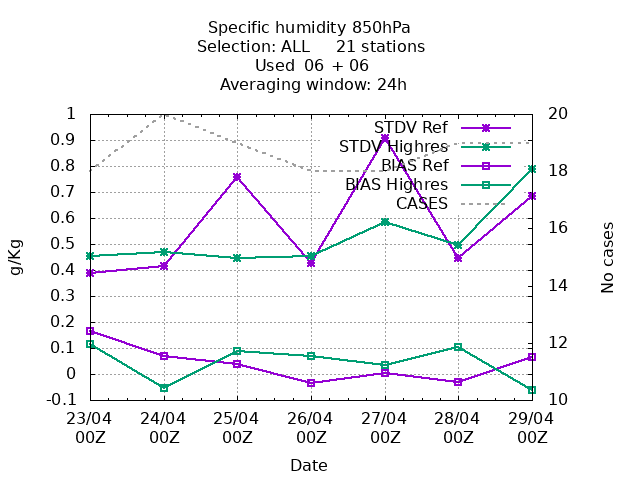 Specific humidity 850hPa
Selection: ALL 21 stations
Used 06 + 06
Averaging window: 24h
STDV Ref
STDV Highres
BIAS Ref
BIAS Highres
CASES
1
0.9
0.8
0.7
0.6
0.5
0.4
0.3
0.2
0.1
0
-0.1
g/Kg
20
18
16
14
12
10
No cases
23/04 24/04 25/04 26/04 27/04 28/04 29/04
00Z 00Z 00Z 00Z 00Z 00Z 00Z
Date